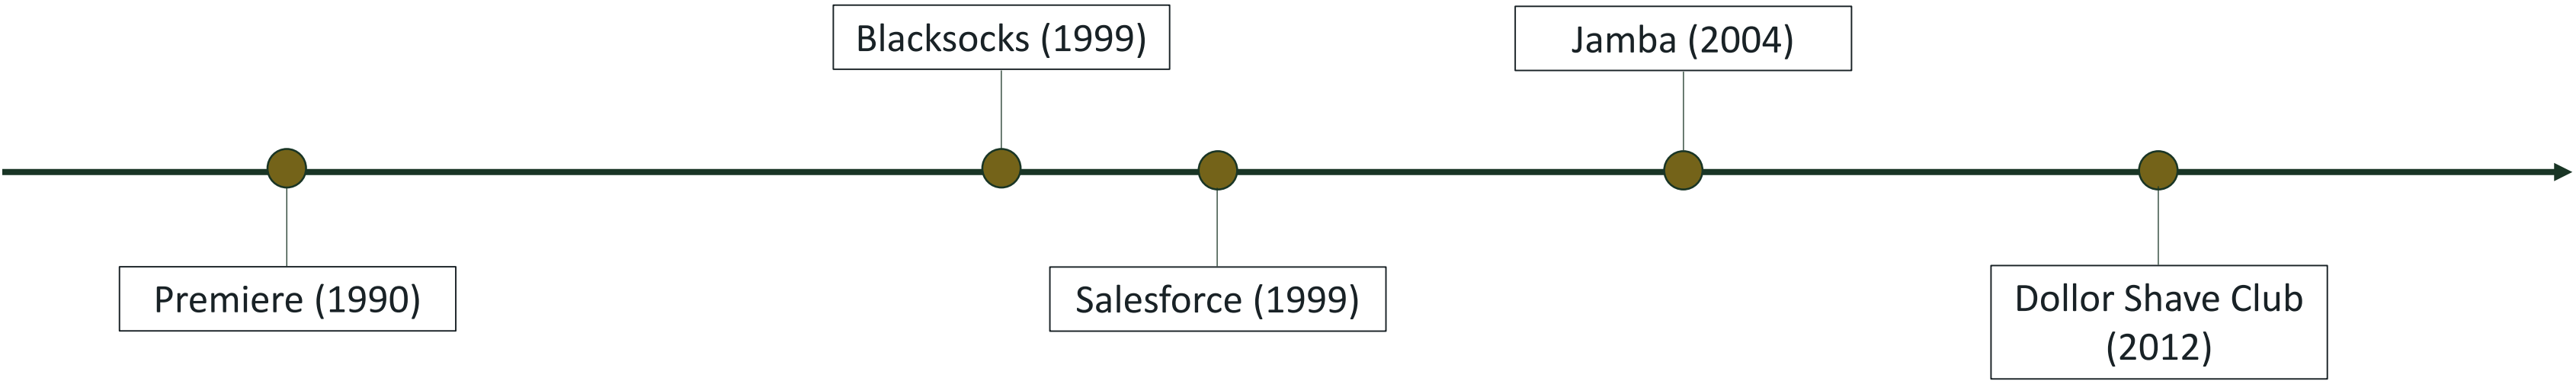 Premiere (1990)
Blacksocks (1999)
Salesforce (1999)
Jamba (2004)
Dollor Shave Club
(2012)